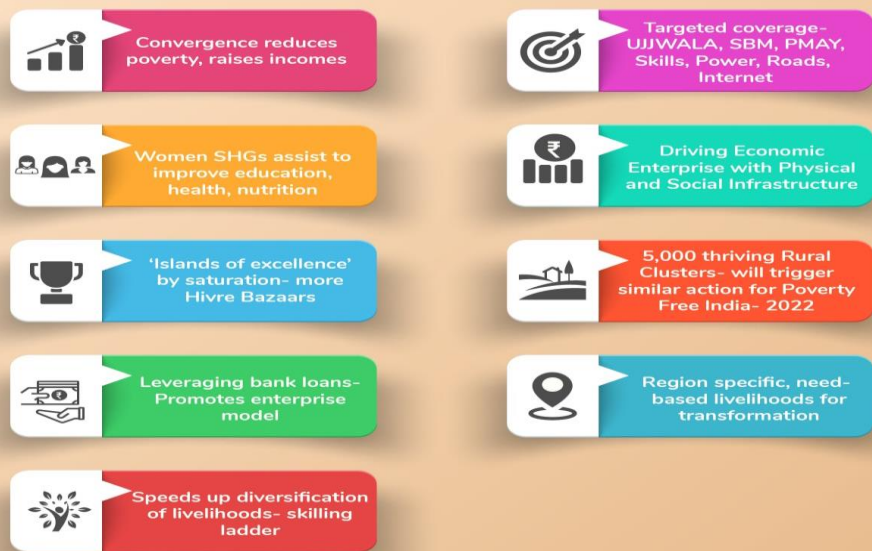 Convergence reduces
poverty, raises incomes
Women SHGs assist to
improve education,
health, nutrition
‘Islands of excellence’
by saturation- more
Hivre Bazaars
Leveraging bank loans-
Promotes enterprise
model
Speeds up diversification
of livelihoods- skilling
ladder
Targeted coverage-
UJJWALA, SBM, PMAY,
Skills, Power, Roads,
Internet
Driving Economic
Enterprise with Physical
and Social Infrastructure
5,000 thriving Rural
Clusters- will trigger
similar action for Poverty
Free India- 2022
Region specific, need-
based livelihoods for
transformation